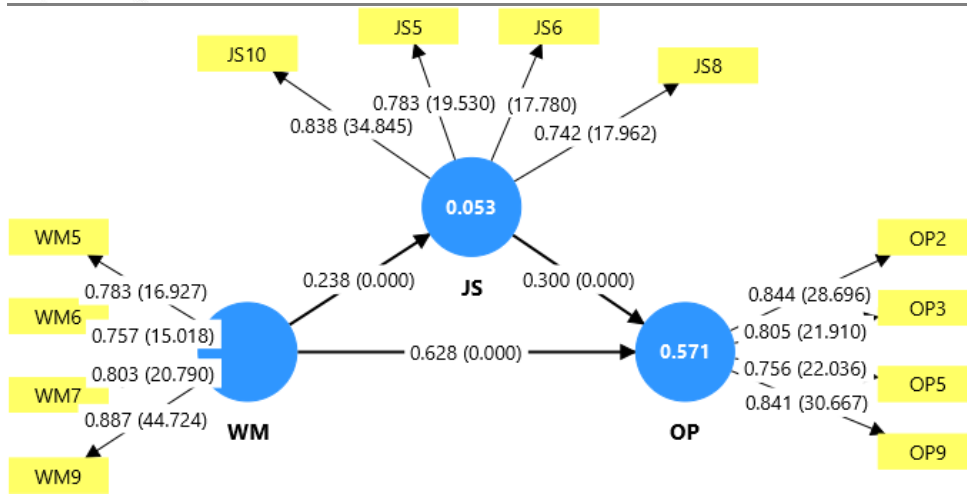 JS5
JS6
JS10
JS8
0.783 (19.530)
(17.780)
0.838 (34.845)
0.742 (17.962)
0.053
JS
WM5
WM6
WM7
WM9
0.783 (16.927)
0.757 (15.018)
0.803 (20.790)
0.887 (44.724)
WM
0.238 (0.000)
0.300 (0.000)
0.628 (0.000)
0.571
OP
0.844 (28.696)
0.805 (21.910)
0.756 (22.036)
0.841 (30.667)
OP2
OP3
OP5
OP9